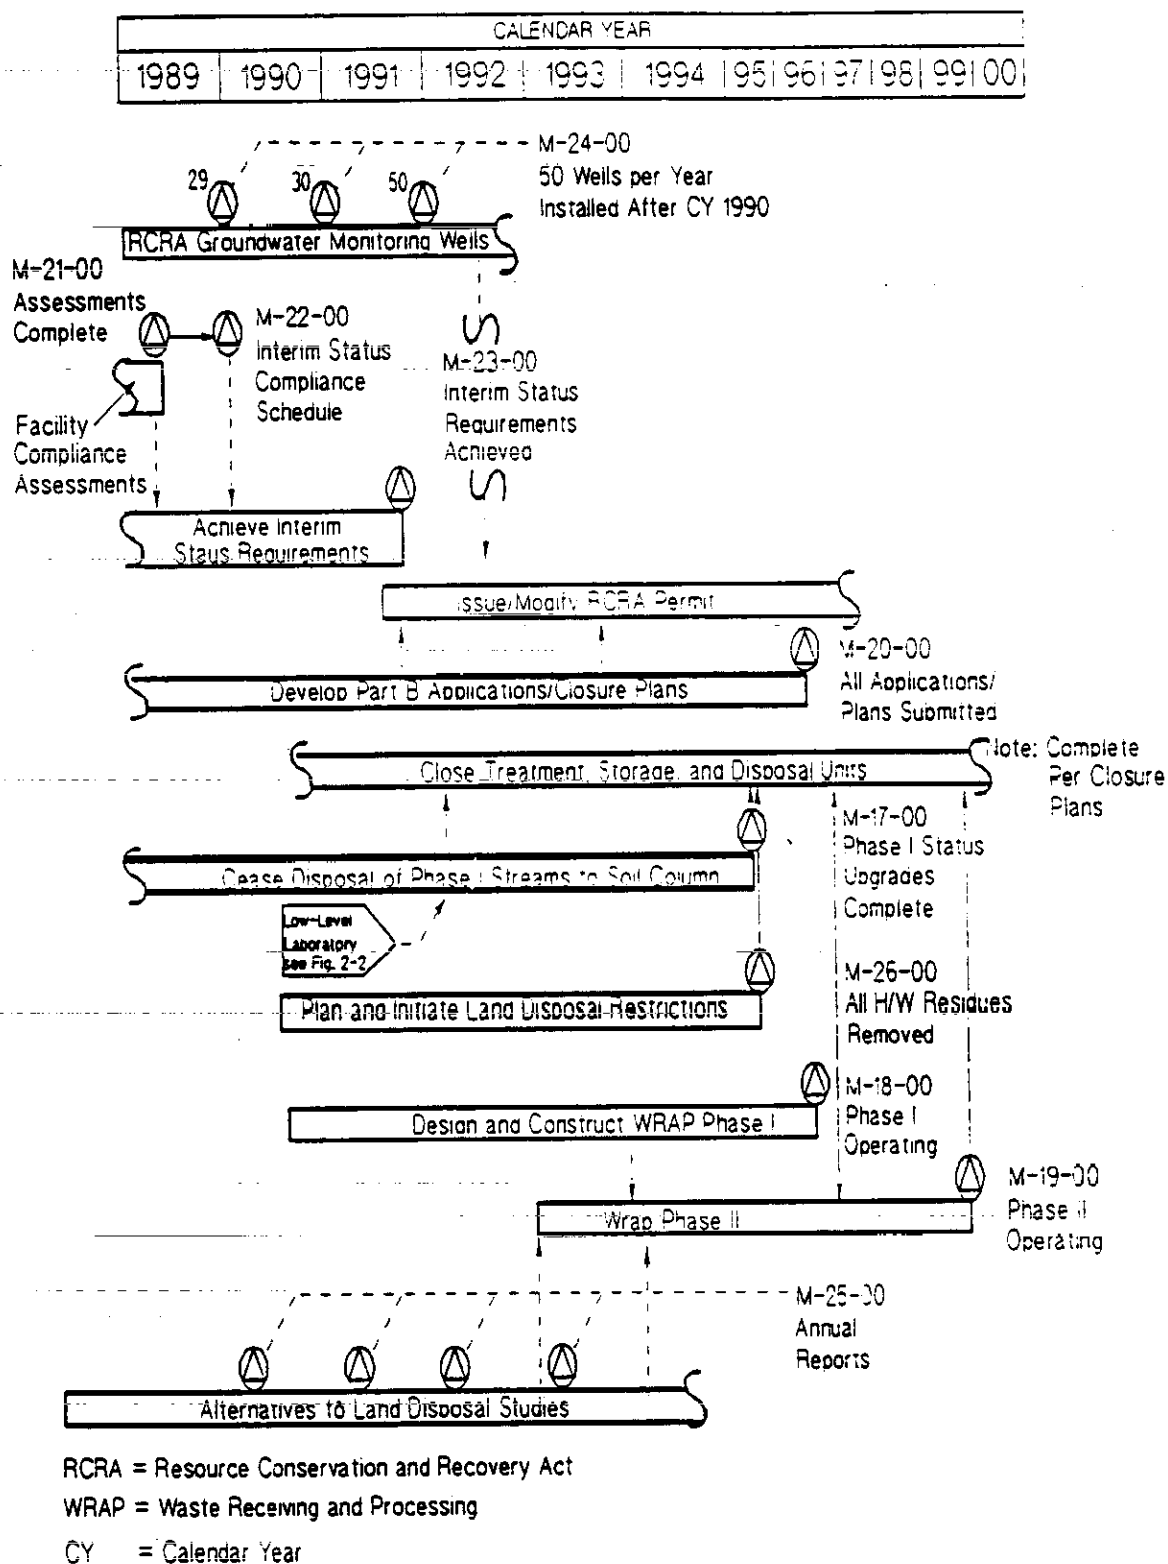 CALENDAR YEAR
1989 1990 1991 1992 1993 1994 95 96 97 98 99 00
M-24-00
50 Wells per Year
Installed After CY 1990
29 30 50
RCRA Groundwater Monitoring Wells
M-21-00
Assessments
Complete
M-22-00
Interim Status
Compliance
Schedule
M-23-00
Interim Status
Requirements
Achieved
Facility
Compliance
Assessments
Achieve Interim
Staus Requirements
Issue/Modify RCRA Permit
M-20-00
All Applications/
Plans Submitted
Develop Part B Applications/Closure Plans
Note: Complete
Per Closure
Plans
Close Treatment, Storage, and Disposal Units
M-17-00
Phase I Status
Upgrades
Complete
Cease Disposal of Phase I Streams to Soil Column
Low-Level
Laboratory
see Fig. 2-2
M-26-00
All H/W Residues
Removed
Plan and Initiate Land Disposal Restrictions
M-18-00
Phase I
Operating
Design and Construct WRAP Phase I
M-19-00
Phase II
Operating
Wrap Phase II
M-25-00
Annual
Reports
Alternatives to Land Disposal Studies
RCRA = Resource Conservation and Recovery Act
WRAP = Waste Receiving and Processing
CY = Calendar Year